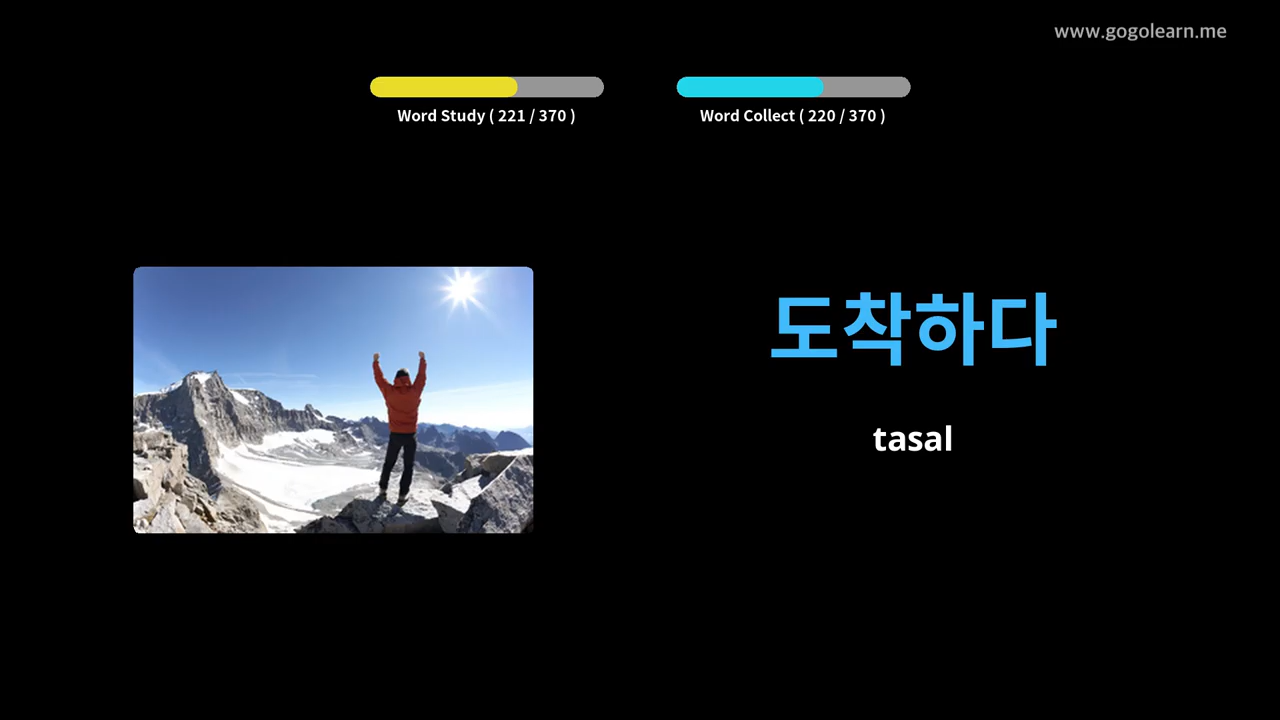 www.gogolearn.me
Word Study ( 221 / 370 )
Word Collect ( 220 / 370 )
도착하다
tasal